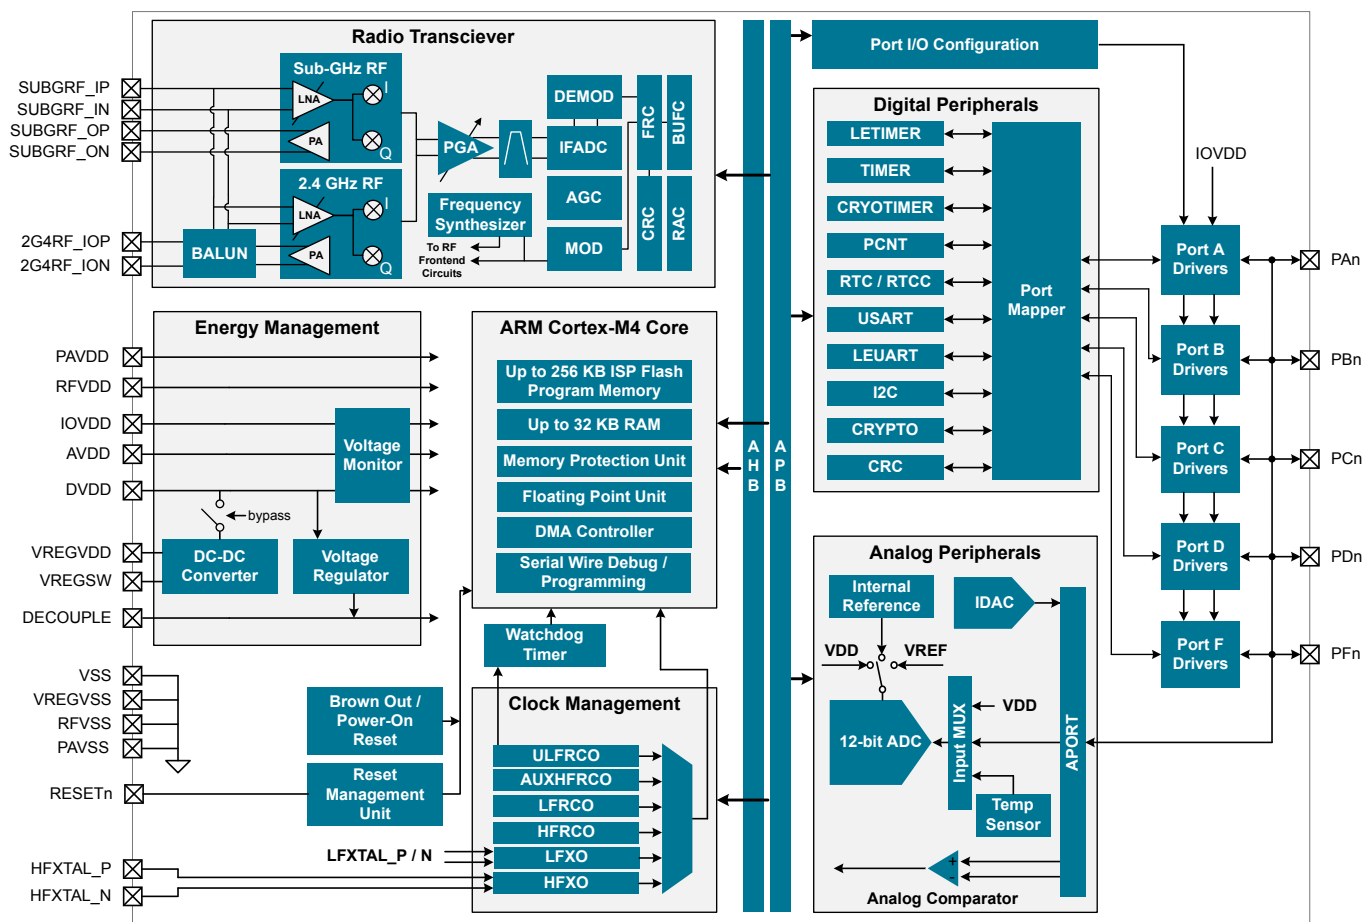 Radio Transciever
SUBGRF_IP
SUBGRF_IN
SUBGRF_OP
SUBGRF_ON
2G4RF_IOP
2G4RF_ION
Sub-GHz RF
LNA
I
PA
Q
2.4 GHz RF
LNA
I
PA
Q
BALUN
PGA
Frequency
Synthesizer
To RF
Frontend
Circuits
DEMOD
IFADC
AGC
MOD
FRC
BUFC
CRC
RAC
Energy Management
PAVDD
RFVDD
IOVDD
AVDD
DVDD
VREGVDD
VREGSW
DECOUPLE
Voltage
Monitor
bypass
DC-DC
Converter
Voltage
Regulator
VSS
VREGVSS
RFVSS
PAVSS
RESETn
HFXTAL_P
HFXTAL_N
Brown Out /
Power-On
Reset
Reset
Management
Unit
ARM Cortex-M4 Core
Up to 256 KB ISP Flash
Program Memory
Up to 32 KB RAM
Memory Protection Unit
Floating Point Unit
DMA Controller
Serial Wire Debug /
Programming
Watchdog
Timer
Clock Management
ULFRCO
AUXHFRCO
LFRCO
HFRCO
LFXTAL_P / N
LFXO
HFXO
A
H
B
A
P
B
Port I/O Configuration
Digital Peripherals
LETIMER
TIMER
CRYOTIMER
PCNT
RTC / RTCC
USART
LEUART
I2C
CRYPTO
CRC
Port
Mapper
Analog Peripherals
Internal
Reference
IDAC
VDD
VREF
12-bit ADC
Input MUX
VDD
Temp
Sensor
APORT
+
-
Analog Comparator
IOVDD
Port A
Drivers
Port B
Drivers
Port C
Drivers
Port D
Drivers
Port F
Drivers
PAn
PBn
PCn
PDn
PFn